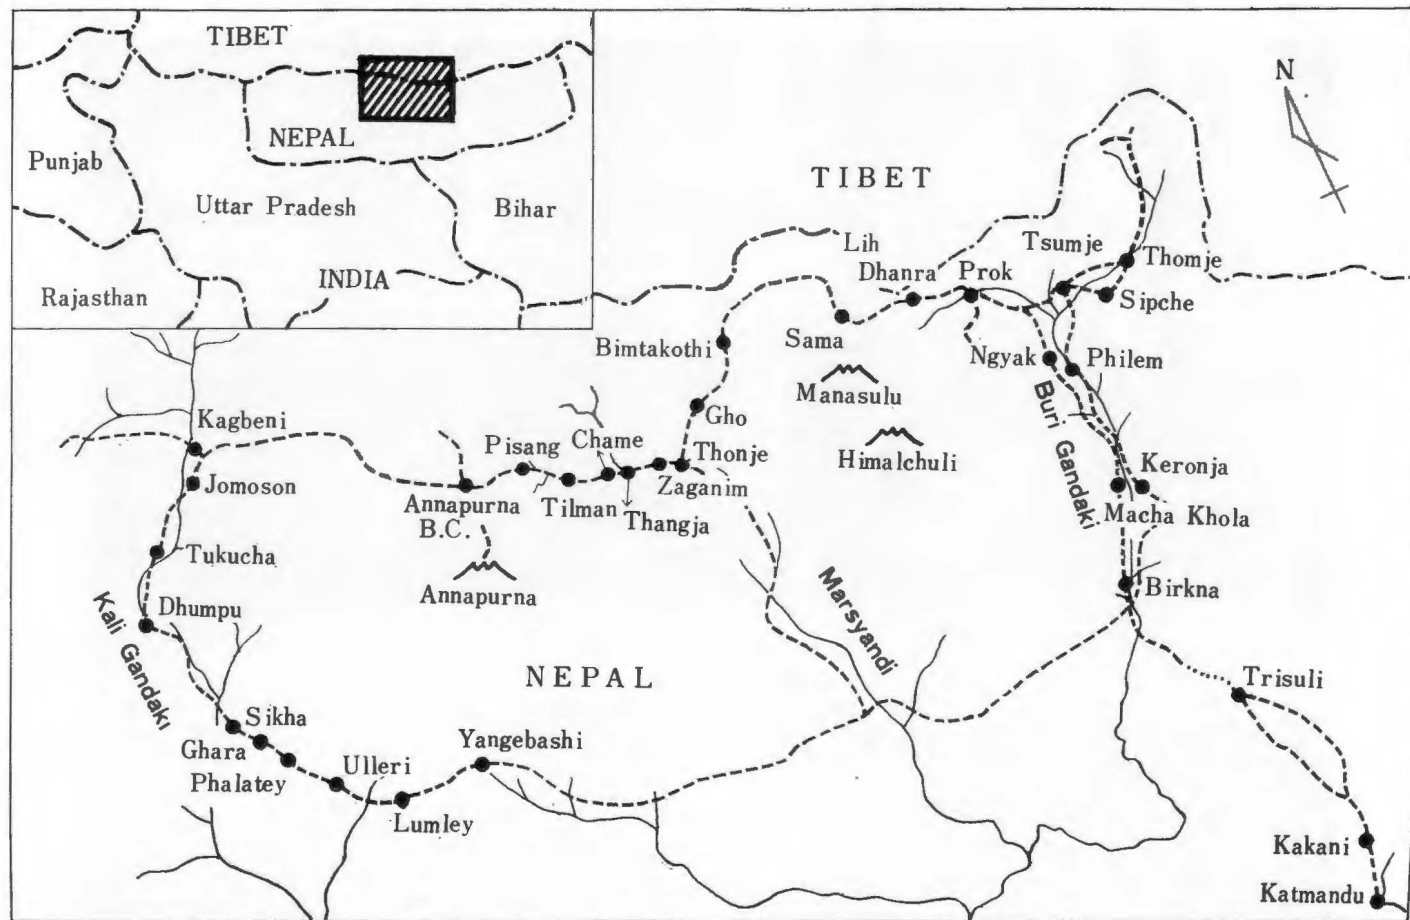 TIBET
NEPAL
Punjab
Uttar Pradesh
Bihar
INDIA
Rajasthan
N
TIBET
Lih
Tsumje
Thomje
Dhanra
Prok
Sipche
Bimtakothi
Sama
Ngyak
Philem
Manasulu
Buri Gandaki
Gho
Kagbeni
Pisang
Chame
Thonje
Himalchuli
Keronja
Jomoson
Annapurna
B.C.
Tilman
Zaganim
Thangja
Macha Khola
Tukucha
Annapurna
Birkna
Dhumpu
Kali Gandaki
Marsyandi
NEPAL
Trisuli
Sikha
Ghara
Yangebashi
Phalatey
Ulleri
Lumley
Kakani
Katmandu